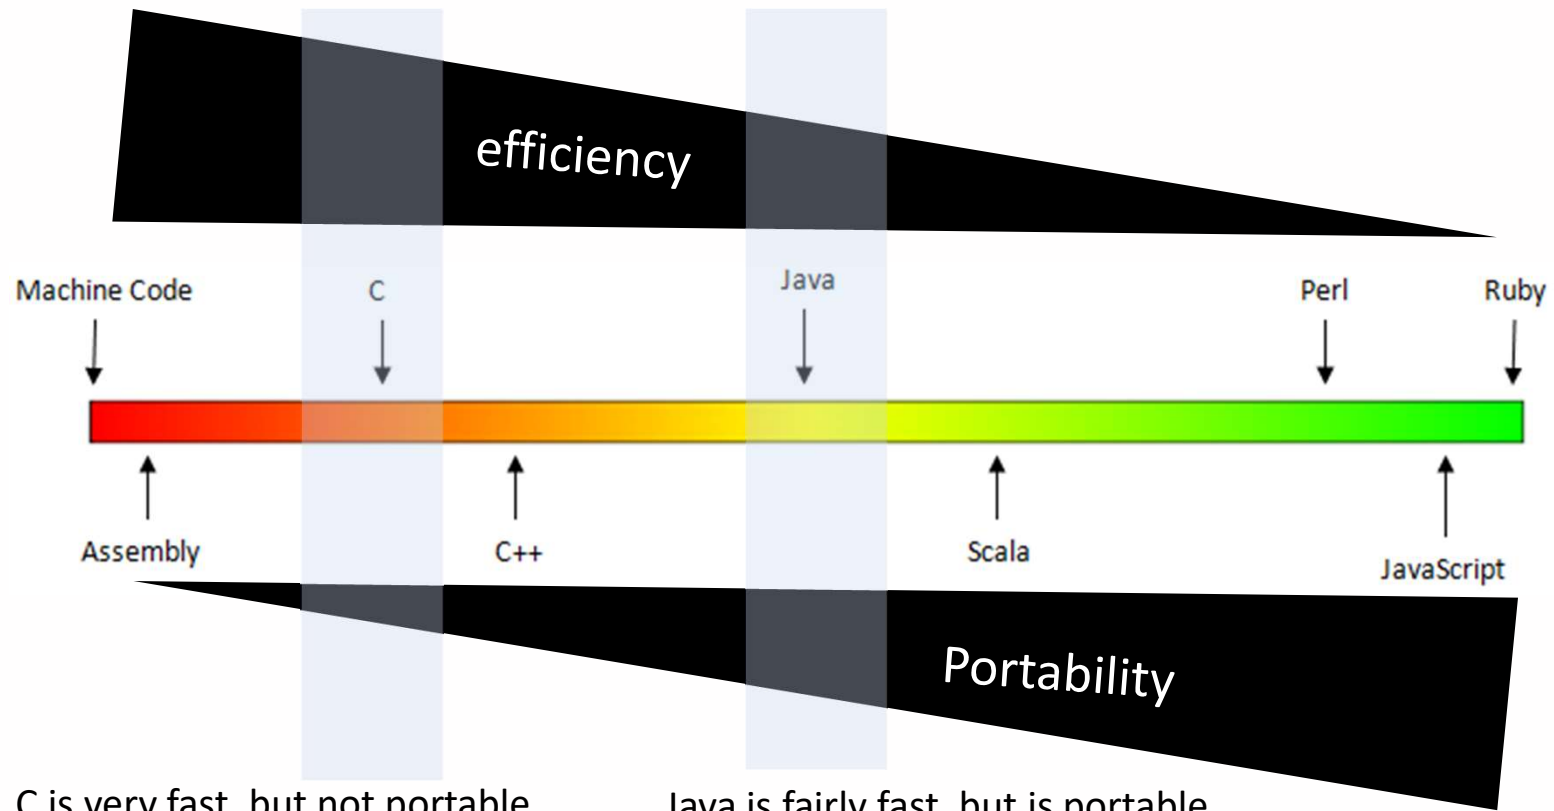 efficiency
Machine Code
C
Java
Perl
Ruby
Assembly
C++
Scala
JavaScript
Portability
C is very fast, but not portable
Java is fairly fast, but is portable